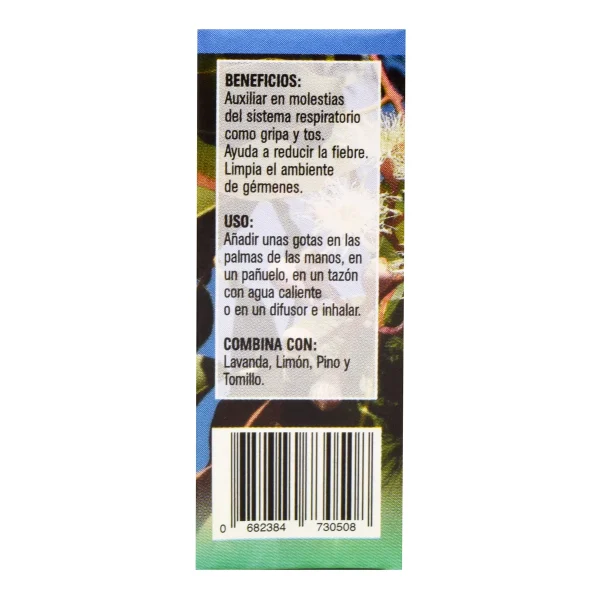 BENEFICIOS:
Auxiliar en molestias
del sistema respiratorio
como gripa y tos.
Ayuda a reducir la fiebre.
Limpia el ambiente
de gérmenes.
USO:
Añadir unas gotas en las
palmas de las manos, en
un pañuelo, en un tazón
con agua caliente
o en un difusor e inhalar.
COMBINA CON:
Lavanda, Limón, Pino y
Tomillo.
0 682384 730508